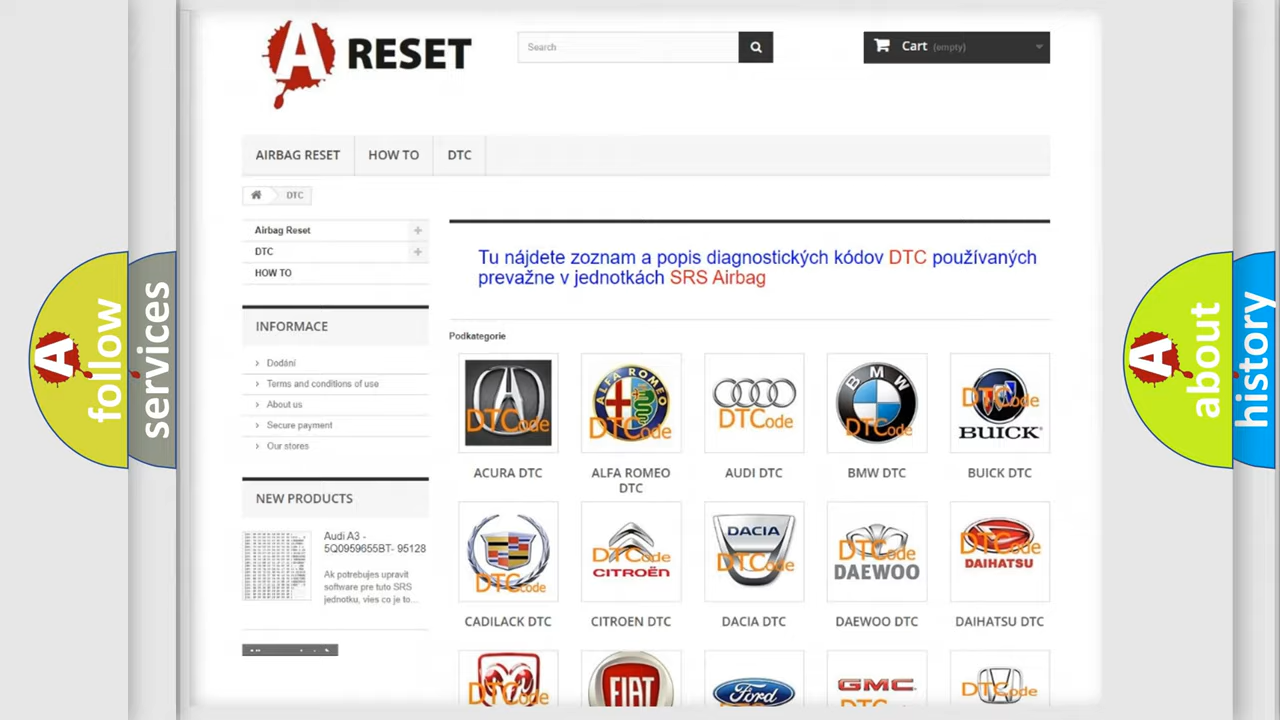 A RESET
Search
Cart (empty)
AIRBAG RESET
HOW TO
DTC
DTC
Airbag Reset
DTC
HOW TO
INFORMACE
Dodání
Terms and conditions of use
About us
Secure payment
Our stores
NEW PRODUCTS
Audi A3 -
5Q0959655BT- 95128
Ak potrebujes upravit
software pre tuto SRS
jednotku, vies co je to...
Tu nájdete zoznam a popis diagnostických kódov DTC používaných
prevažne v jednotkách SRS Airbag
Podkategorie
DTCode
ALFA ROMEO
DTCode
DTCode
BMW
DTCode
DTCode
BUICK
ACURA DTC
ALFA ROMEO
DTC
AUDI DTC
BMW DTC
BUICK DTC
DTCode
DTCode
CITROËN
DACIA
DTCode
DTCode
DAEWOO
DTCode
DAIHATSU
CADILACK DTC
CITROEN DTC
DACIA DTC
DAEWOO DTC
DAIHATSU DTC
DTCode
FIAT
Ford
GMC
DTCode
A
follow
services
A
about
history